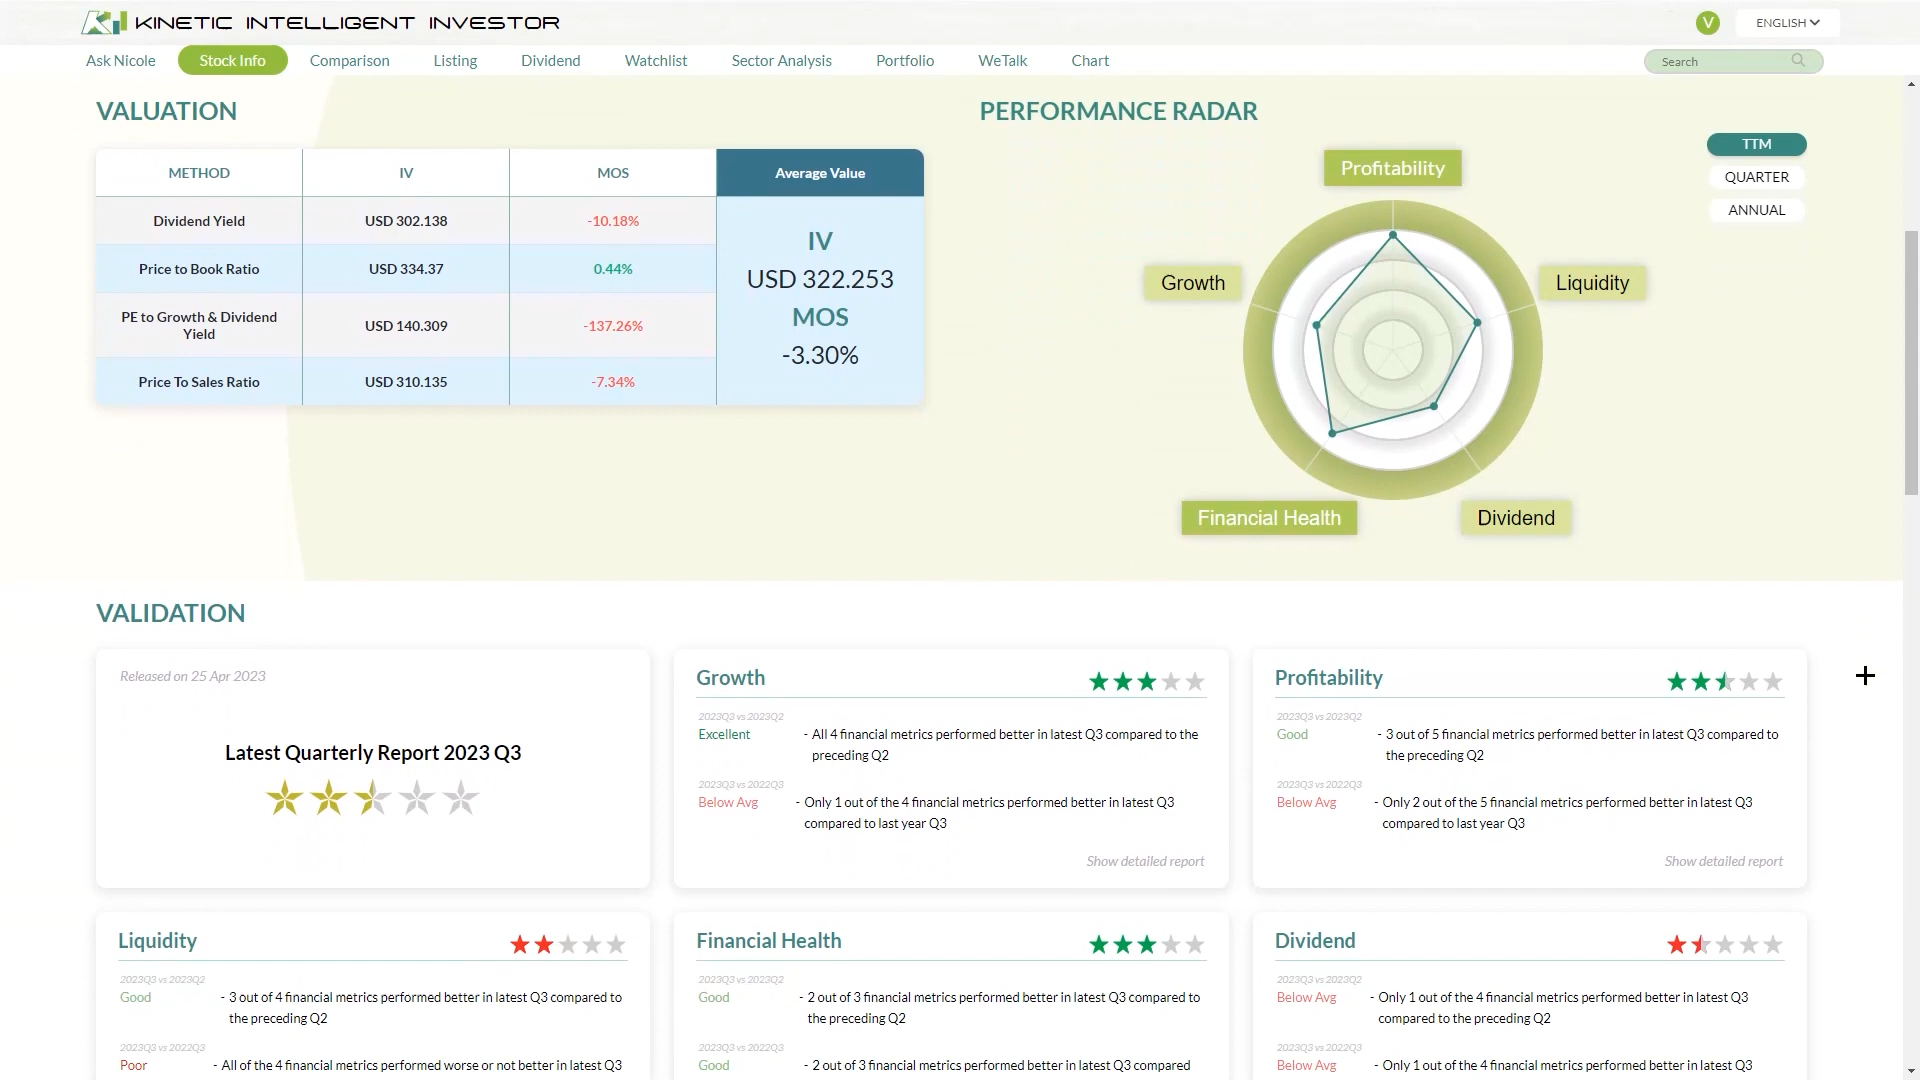 KINETIC INTELLIGENT INVESTOR
V
ENGLISH
Ask Nicole
Stock Info
Comparison
Listing
Dividend
Watchlist
Sector Analysis
Portfolio
WeTalk
Chart
Search
VALUATION
METHOD
IV
MOS
Average Value
Dividend Yield
USD 302.138
-10.18%
Price to Book Ratio
USD 334.37
0.44%
PE to Growth & Dividend
Yield
USD 140.309
-137.26%
Price To Sales Ratio
USD 310.135
-7.34%
IV
USD 322.253
MOS
-3.30%
PERFORMANCE RADAR
TTM
QUARTER
ANNUAL
Profitability
Growth
Liquidity
Financial Health
Dividend
VALIDATION
Released on 25 Apr 2023
Latest Quarterly Report 2023 Q3
Growth
2023Q3 vs 2023Q2
Excellent
- All 4 financial metrics performed better in latest Q3 compared to the
preceding Q2
2023Q3 vs 2022Q3
Below Avg
- Only 1 out of the 4 financial metrics performed better in latest Q3
compared to last year Q3
Show detailed report
Profitability
2023Q3 vs 2023Q2
Good
- 3 out of 5 financial metrics performed better in latest Q3 compared to
the preceding Q2
2023Q3 vs 2022Q3
Below Avg
- Only 2 out of the 5 financial metrics performed better in latest Q3
compared to last year Q3
Show detailed report
Liquidity
2023Q3 vs 2023Q2
Good
- 3 out of 4 financial metrics performed better in latest Q3 compared to
the preceding Q2
2023Q3 vs 2022Q3
Poor
- All of the 4 financial metrics performed worse or not better in latest Q3
Financial Health
2023Q3 vs 2023Q2
Good
- 2 out of 3 financial metrics performed better in latest Q3 compared to
the preceding Q2
2023Q3 vs 2022Q3
Good
- 2 out of 3 financial metrics performed better in latest Q3 compared
Dividend
2023Q3 vs 2023Q2
Below Avg
- Only 1 out of the 4 financial metrics performed better in latest Q3
compared to the preceding Q2
2023Q3 vs 2022Q3
Below Avg
- Only 1 out of the 4 financial metrics performed better in latest Q3